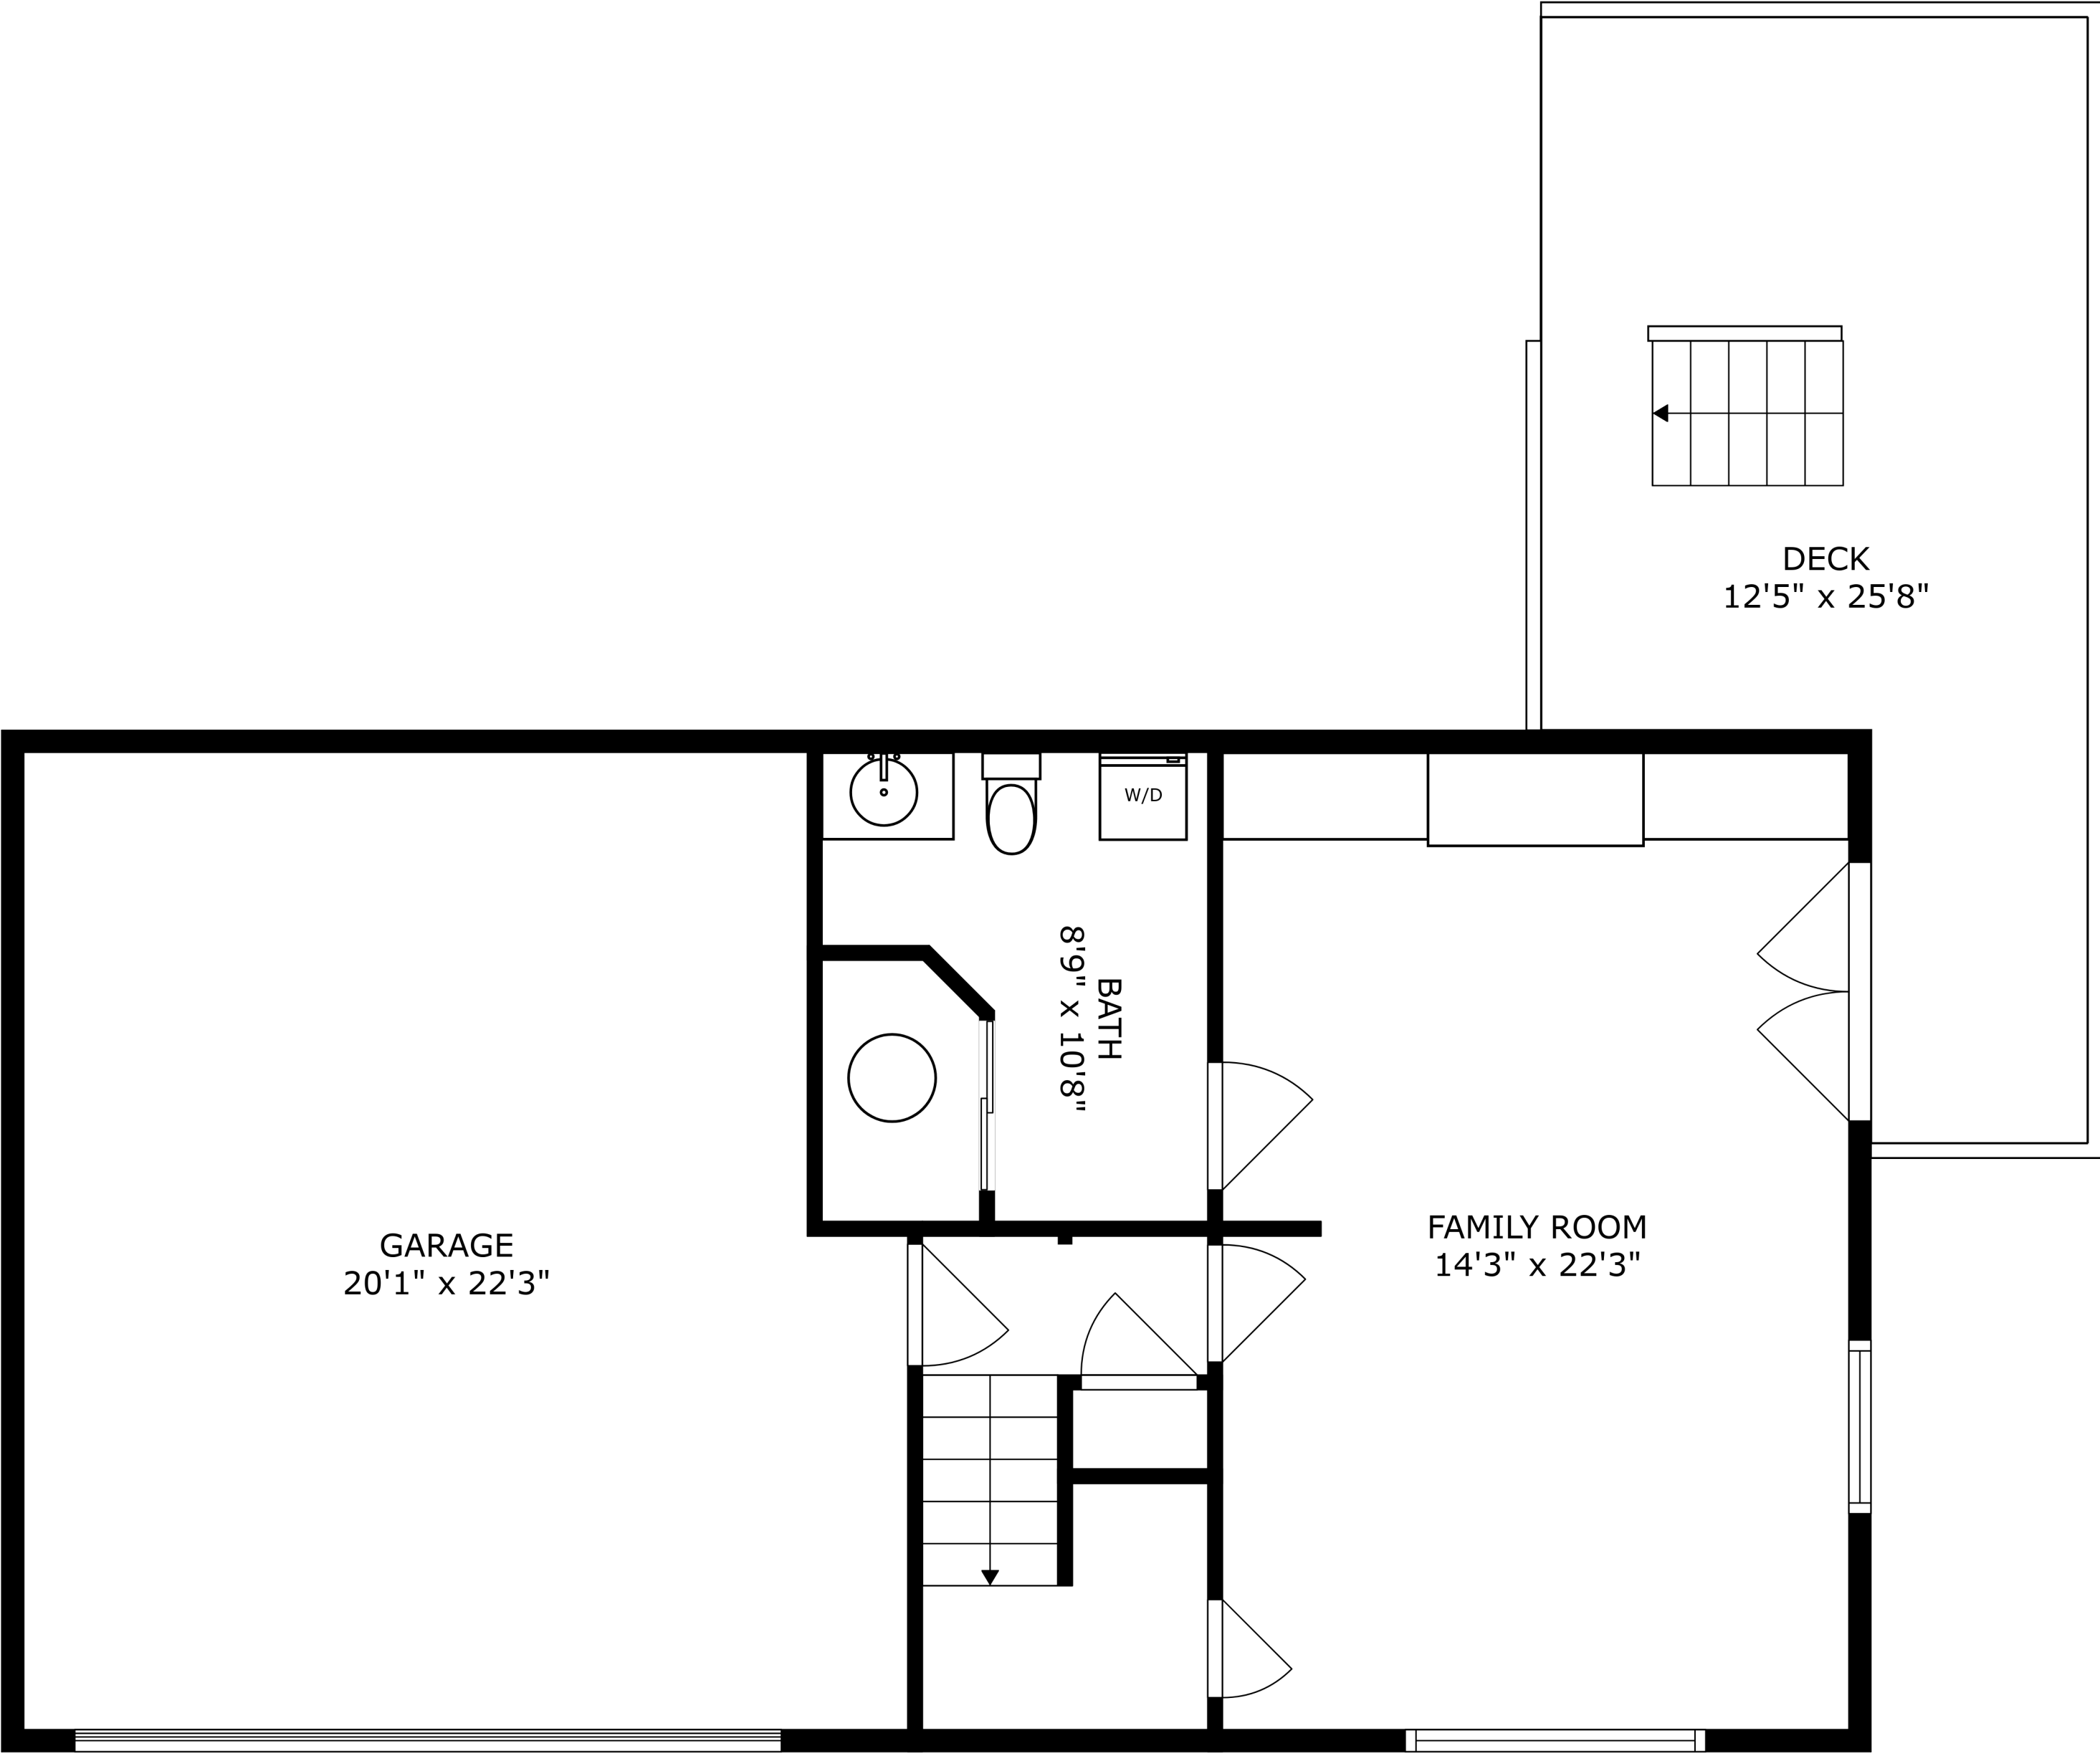 DECK
12'5" x 25'8"
W/D
BATH
8'9" x 10'8"
GARAGE
20'1" x 22'3"
FAMILY ROOM
14'3" x 22'3"